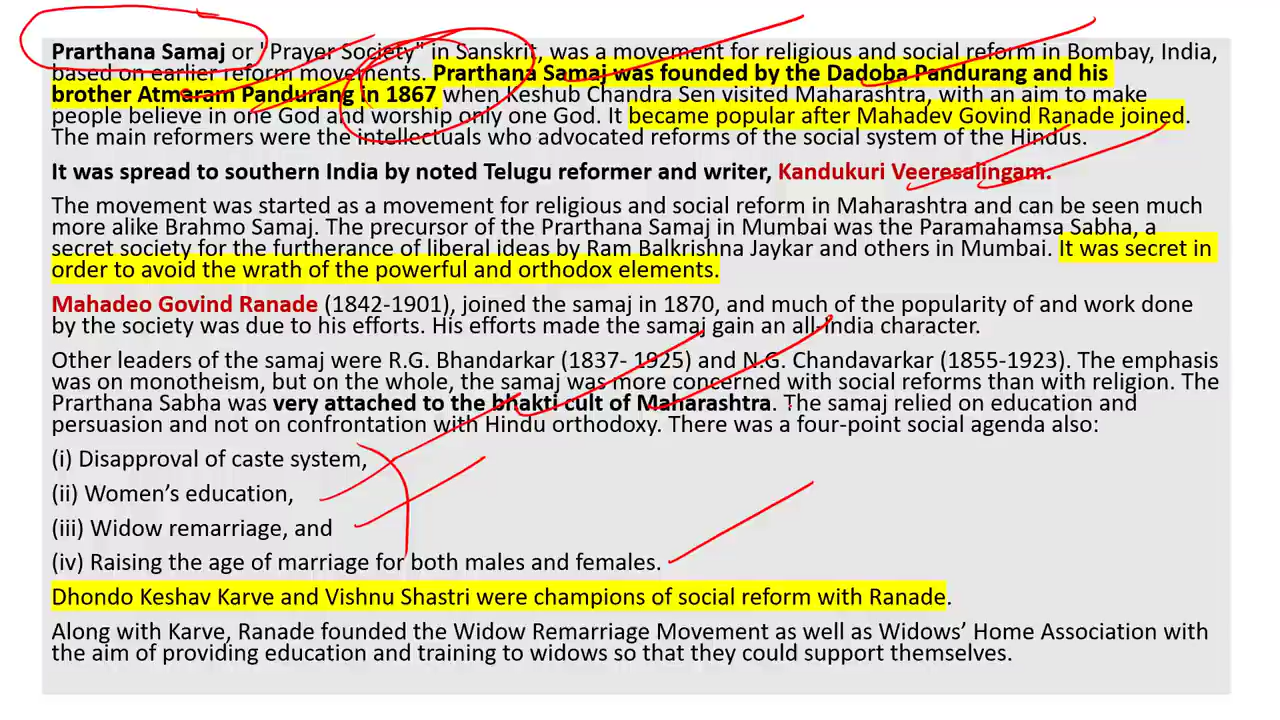 Prarthana Samaj or "Prayer Society" in Sanskrit, was a movement for religious and social reform in Bombay, India,
based on earlier reform movements. Prarthana Samaj was founded by the Dadoba Pandurang and his
brother Atmaram Pandurang in 1867 when Keshub Chandra Sen visited Maharashtra, with an aim to make
people believe in one God and worship only one God. It became popular after Mahadev Govind Ranade joined.
The main reformers were the intellectuals who advocated reforms of the social system of the Hindus.
It was spread to southern India by noted Telugu reformer and writer, Kandukuri Veeresalingam.
The movement was started as a movement for religious and social reform in Maharashtra and can be seen much
more alike Brahmo Samaj. The precursor of the Prarthana Samaj in Mumbai was the Paramahamsa Sabha, a
secret society for the furtherance of liberal ideas by Ram Balkrishna Jaykar and others in Mumbai. It was secret in
order to avoid the wrath of the powerful and orthodox elements.
Mahadeo Govind Ranade (1842-1901), joined the samaj in 1870, and much of the popularity of and work done
by the society was due to his efforts. His efforts made the samaj gain an all-India character.
Other leaders of the samaj were R.G. Bhandarkar (1837- 1925) and N.G. Chandavarkar (1855-1923). The emphasis
was on monotheism, but on the whole, the samaj was more concerned with social reforms than with religion. The
Prarthana Sabha was very attached to the bhakti cult of Maharashtra. The samaj relied on education and
persuasion and not on confrontation with Hindu orthodoxy. There was a four-point social agenda also:
(i) Disapproval of caste system,
(ii) Women's education,
(iii) Widow remarriage, and
(iv) Raising the age of marriage for both males and females.
Dhondo Keshav Karve and Vishnu Shastri were champions of social reform with Ranade.
Along with Karve, Ranade founded the Widow Remarriage Movement as well as Widows' Home Association with
the aim of providing education and training to widows so that they could support themselves.